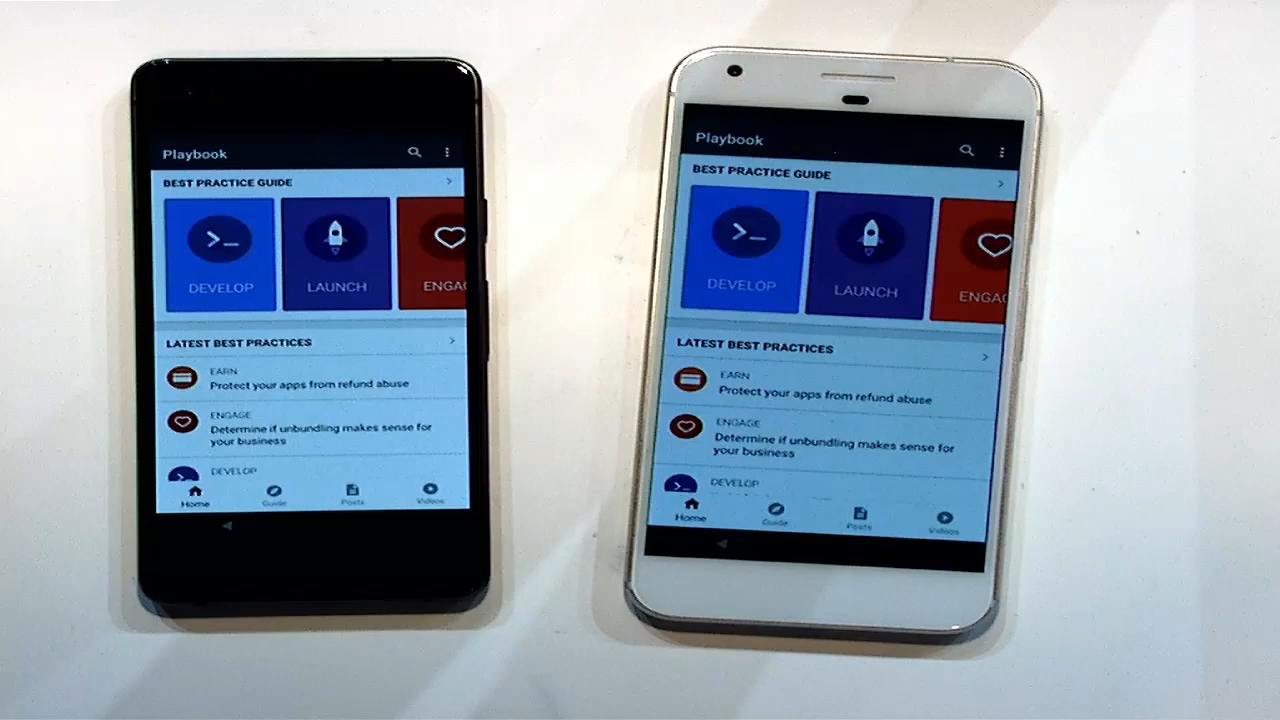 Playbook
BEST PRACTICE GUIDE
DEVELOP
LAUNCH
ENGA
LATEST BEST PRACTICES
EARN
Protect your apps from refund abuse
ENGAGE
Determine if unbundling makes sense for
your business
DEVELOP
Home
Guide
Posts
Videos
Playbook
BEST PRACTICE GUIDE
DEVELOP
LAUNCH
ENGAG
LATEST BEST PRACTICES
EARN
Protect your apps from refund abuse
ENGAGE
Determine if unbundling makes sense for
your business
DEVELOP
Home
Guide
Posts
Videos